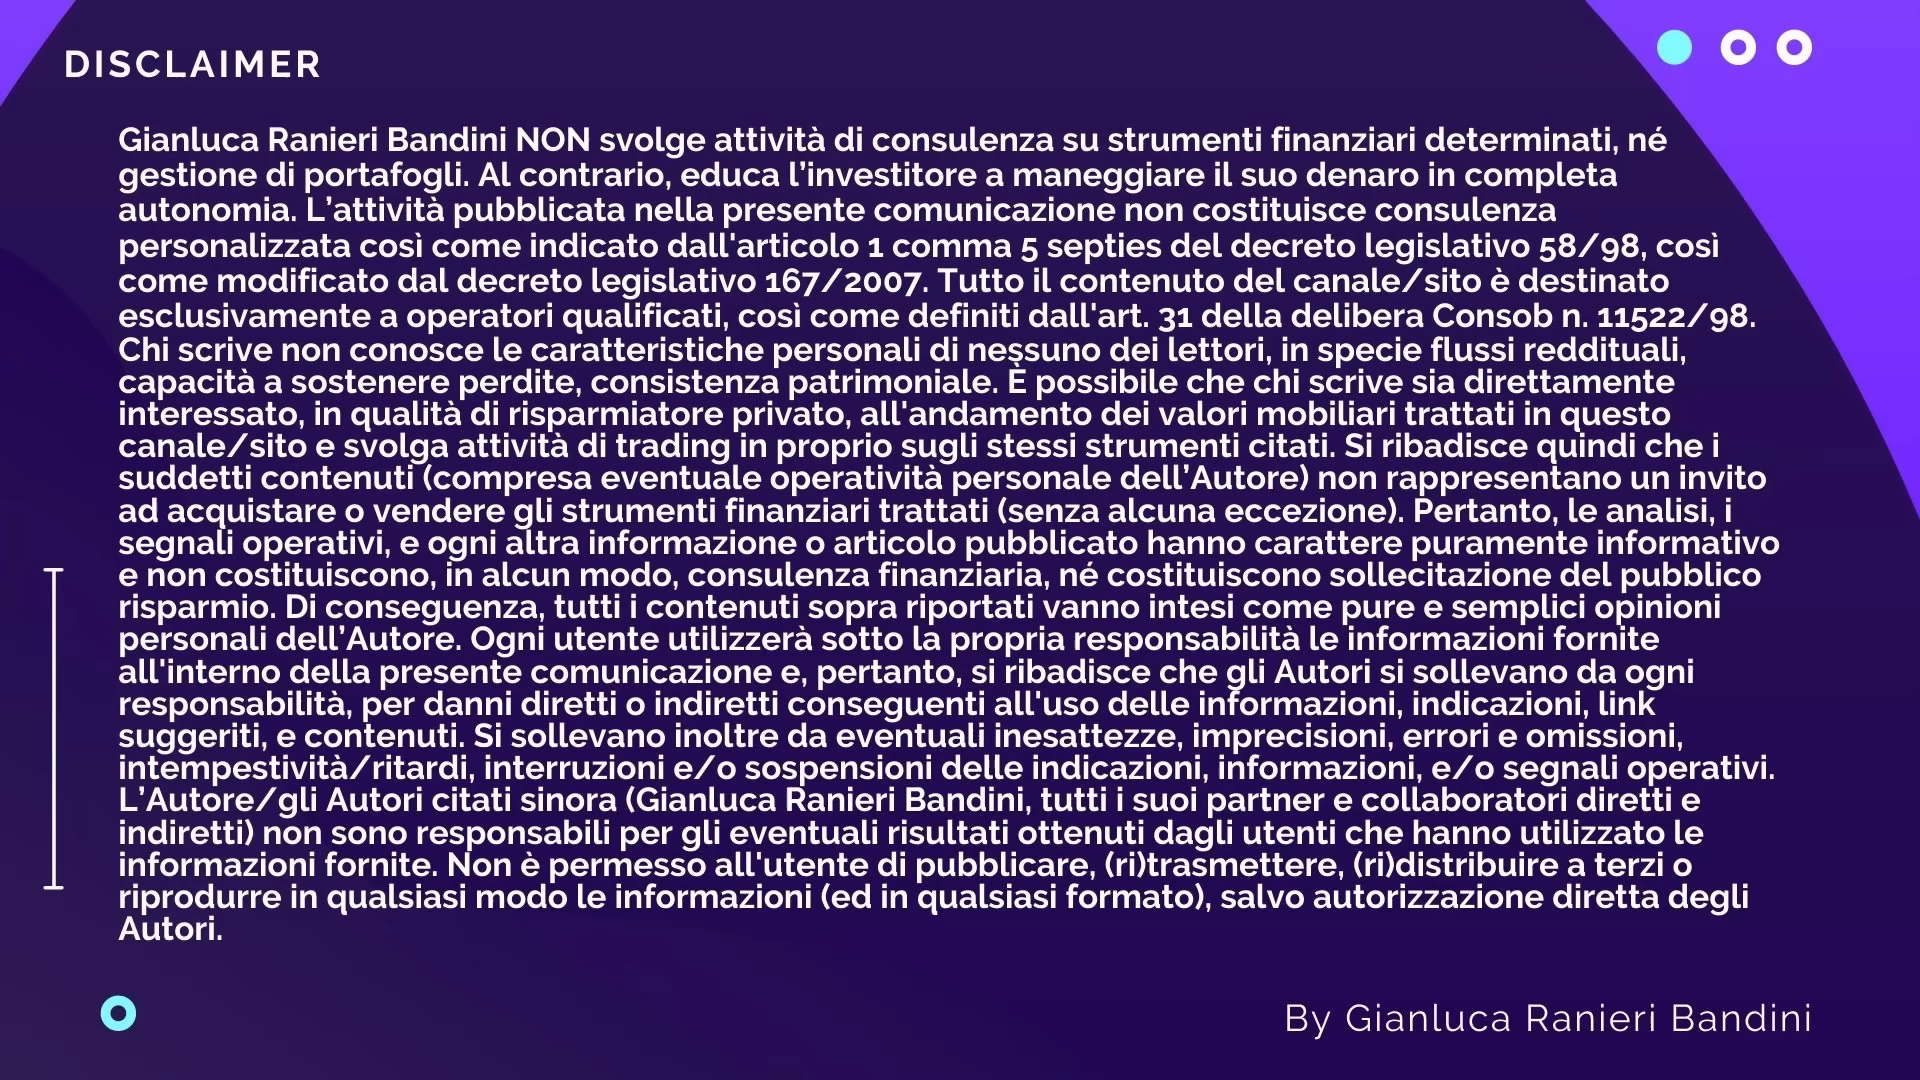 DISCLAIMER
Gianluca Ranieri Bandini NON svolge attività di consulenza su strumenti finanziari determinati, né
gestione di portafogli. Al contrario, educa l’investitore a maneggiare il suo denaro in completa
autonomia. L’attività pubblicata nella presente comunicazione non costituisce consulenza
personalizzata così come indicato dall'articolo 1 comma 5 septies del decreto legislativo 58/98, così
come modificato dal decreto legislativo 167/2007. Tutto il contenuto del canale/sito è destinato
esclusivamente a operatori qualificati, così come definiti dall'art. 31 della delibera Consob n. 11522/98.
Chi scrive non conosce le caratteristiche personali di nessuno dei lettori, in specie flussi reddituali,
capacità a sostenere perdite, consistenza patrimoniale. È possibile che chi scrive sia direttamente
interessato, in qualità di risparmiatore privato, all'andamento dei valori mobiliari trattati in questo
canale/sito e svolga attività di trading in proprio sugli stessi strumenti citati. Si ribadisce quindi che i
suddetti contenuti (compresa eventuale operatività personale dell’Autore) non rappresentano un invito
ad acquistare o vendere gli strumenti finanziari trattati (senza alcuna eccezione). Pertanto, le analisi, i
segnali operativi, e ogni altra informazione o articolo pubblicato hanno carattere puramente informativo
e non costituiscono, in alcun modo, consulenza finanziaria, né costituiscono sollecitazione del pubblico
risparmio. Di conseguenza, tutti i contenuti sopra riportati vanno intesi come pure e semplici opinioni
personali dell’Autore. Ogni utente utilizzerà sotto la propria responsabilità le informazioni fornite
all'interno della presente comunicazione e, pertanto, si ribadisce che gli Autori si sollevano da ogni
responsabilità, per danni diretti o indiretti conseguenti all'uso delle informazioni, indicazioni, link
suggeriti, e contenuti. Si sollevano inoltre da eventuali inesattezze, imprecisioni, errori e omissioni,
intempestività/ritardi, interruzioni e/o sospensioni delle indicazioni, informazioni, e/o segnali operativi.
L’Autore/gli Autori citati sinora (Gianluca Ranieri Bandini, tutti i suoi partner e collaboratori diretti e
indiretti) non sono responsabili per gli eventuali risultati ottenuti dagli utenti che hanno utilizzato le
informazioni fornite. Non è permesso all'utente di pubblicare, (ri)trasmettere, (ri)distribuire a terzi o
riprodurre in qualsiasi modo le informazioni (ed in qualsiasi formato), salvo autorizzazione diretta degli
Autori.
By Gianluca Ranieri Bandini